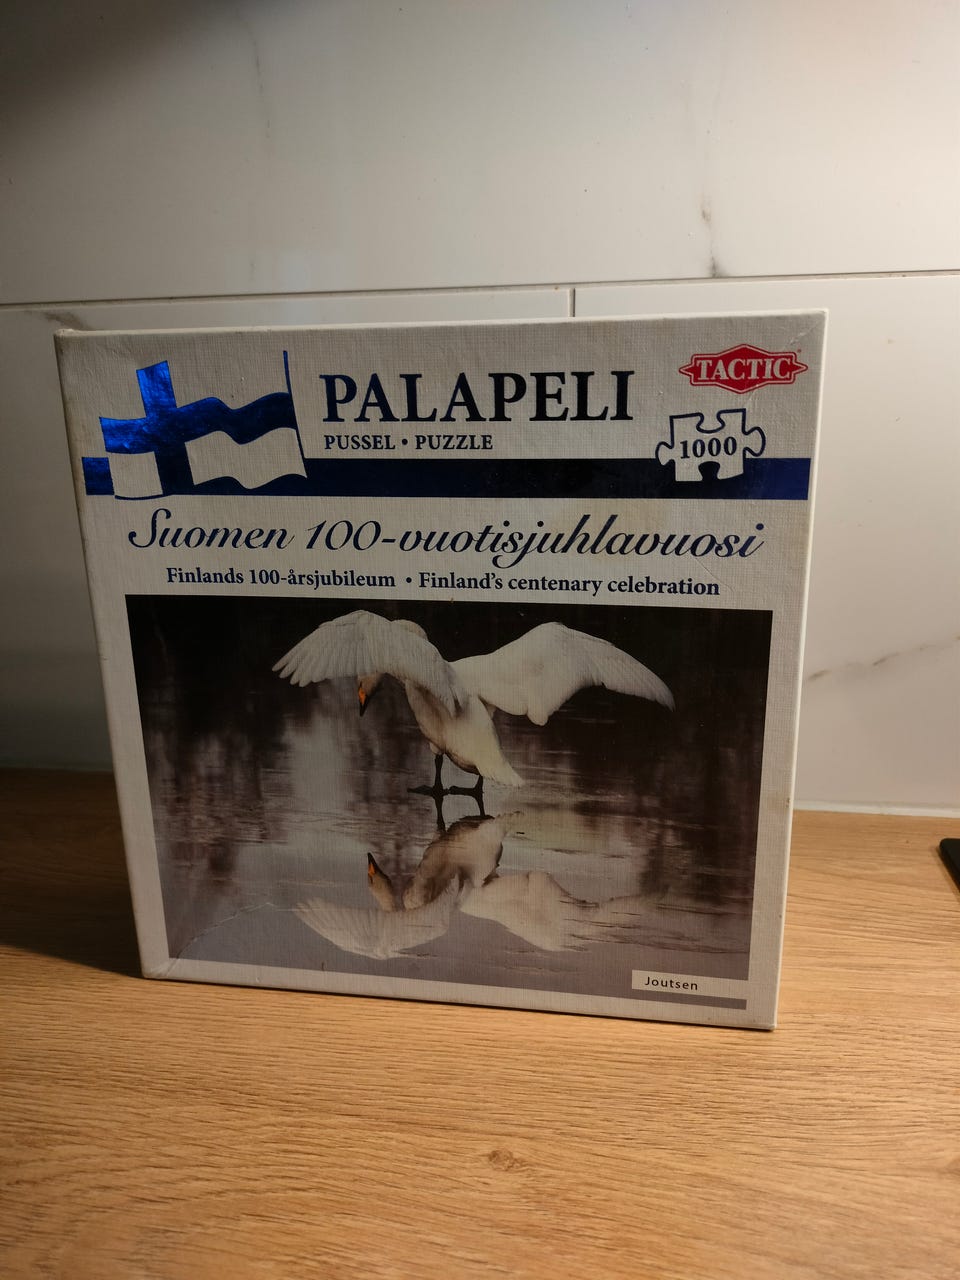 PALAPELI
PUSSEL • PUZZLE
TACTIC
1000
Suomen 100-vuotisjuhlavuosi
Finlands 100-årsjubileum • Finland's centenary celebration
Joutsen